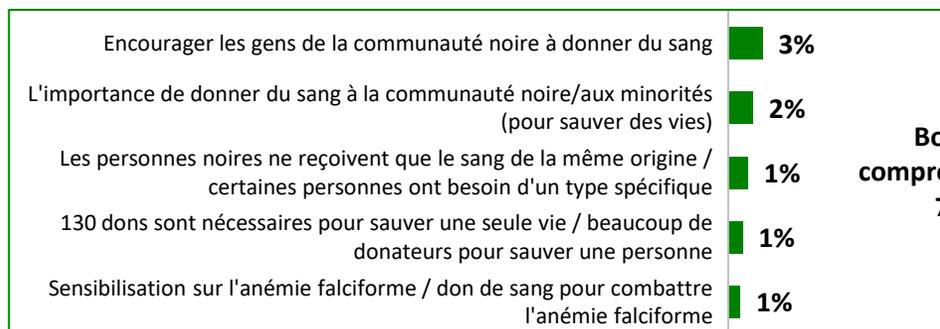 Encourager les gens de la communauté noire à donner du sang 3%
L'importance de donner du sang à la communauté noire/aux minorités
(pour sauver des vies) 2%
Les personnes noires ne reçoivent que le sang de la même origine /
certaines personnes ont besoin d'un type spécifique 1%
130 dons sont nécessaires pour sauver une seule vie / beaucoup de
donateurs pour sauver une personne 1%
Sensibilisation sur l'anémie falciforme / don de sang pour combattre
l'anémie falciforme 1%